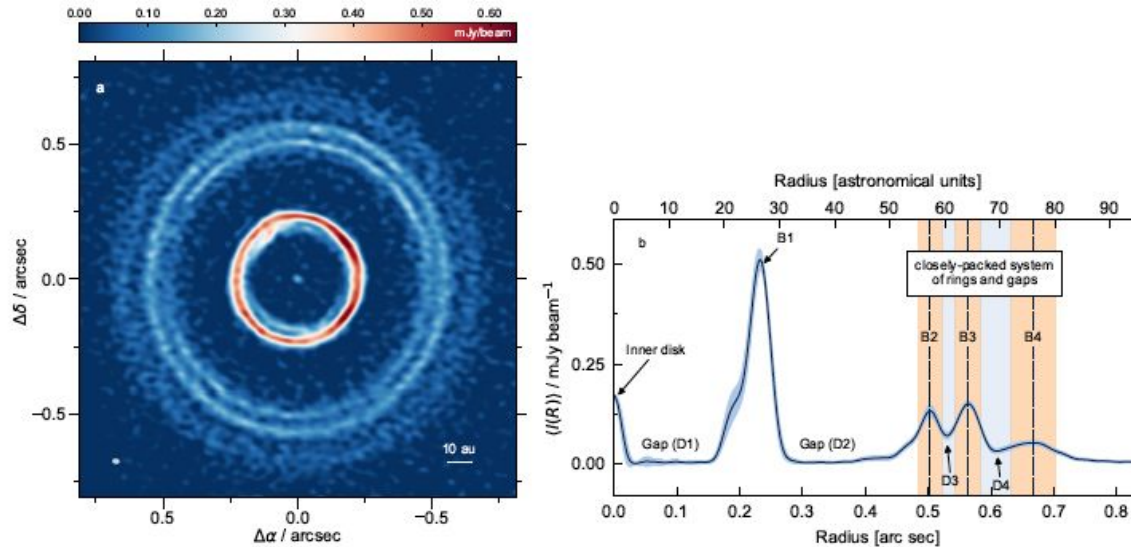 0.00 0.10 0.20 0.30 0.40 0.50 0.60
mJy/beam
a
Δδ / arcsec
0.5
0.0
−0.5
10 au
0.5 0.0 −0.5
Δα / arcsec
Radius [astronomical units]
0 10 20 30 40 50 60 70 80 90
b
B1
closely-packed system
of rings and gaps
B2 B3 B4
Inner disk
Gap (D1)
Gap (D2)
D3
D4
⟨I(R)⟩ / mJy beam⁻¹
0.50
0.25
0.00
0.0 0.1 0.2 0.3 0.4 0.5 0.6 0.7 0.8
Radius [arc sec]